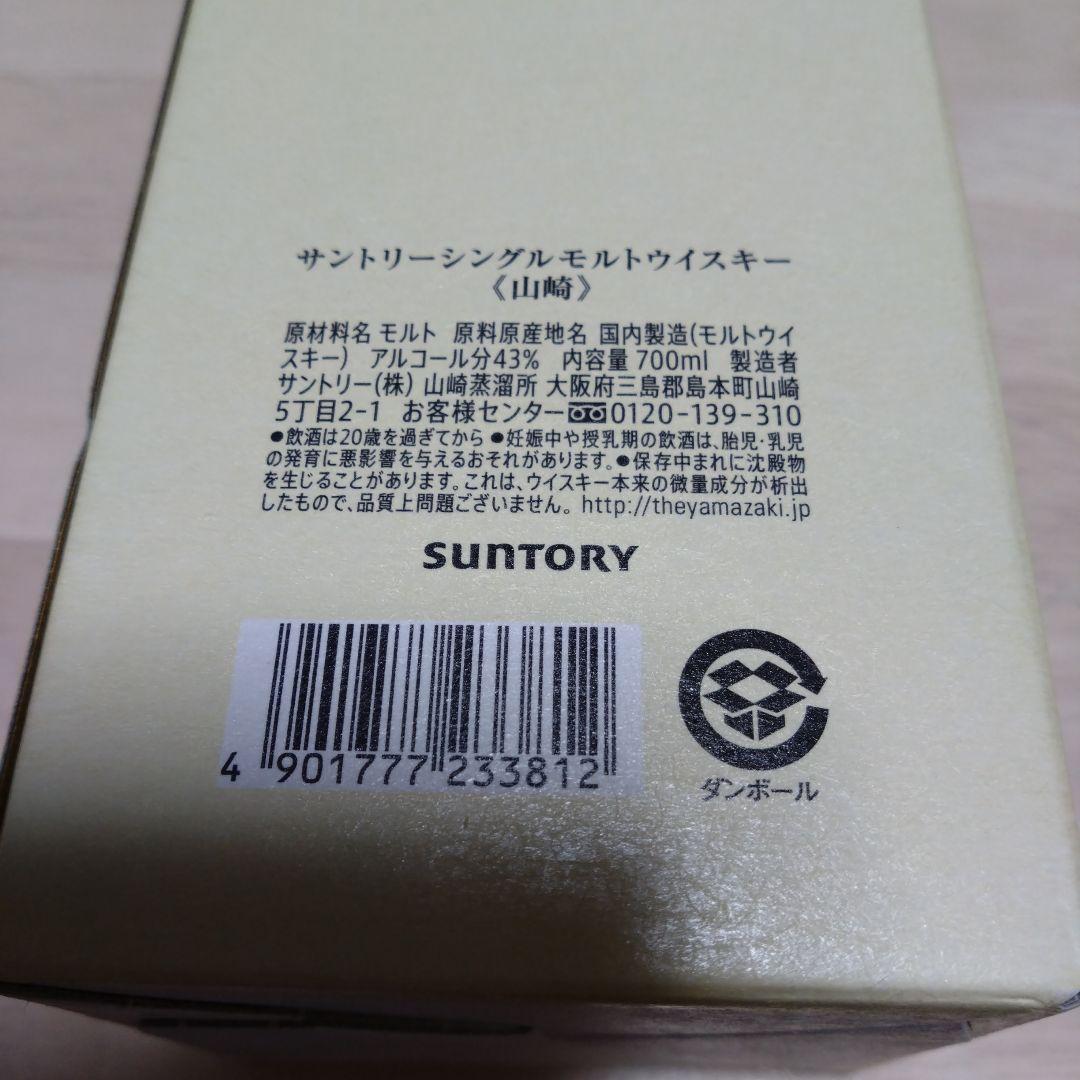 サントリーシングルモルトウイスキー
《山崎》
原材料名 モルト 原料原産地名 国内製造(モルトウイ
スキー) アルコール分43% 内容量 700ml 製造者
サントリー(株) 山崎蒸溜所 大阪府三島郡島本町山崎
5丁目2-1 お客様センター 0120-139-310
●飲酒は20歳を過ぎてから ●妊娠中や授乳期の飲酒は、胎児・乳児
の発育に悪影響を与えるおそれがあります。●保存中まれに沈殿物
を生じることがあります。これは、ウイスキー本来の微量成分が析出
したもので、品質上問題ございません。 http://theyamazaki.jp
SUNTORY
4 901777 233812
ダンボール